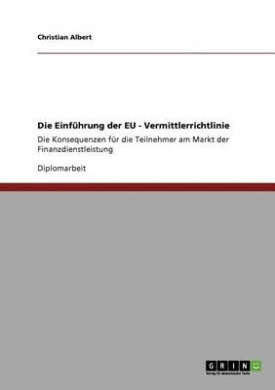 Christian Albert
Die Einführung der EU - Vermittlerrichtlinie
Die Konsequenzen für die Teilnehmer am Markt der
Finanzdienstleistung
Diplomarbeit
GRIN